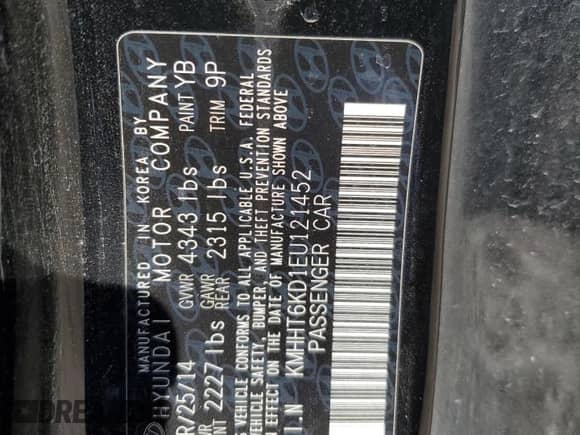 MANUFACTURED IN KOREA BY
HYUNDAI MOTOR COMPANY
R/25/14 GVWR 4343 lbs PAINT YB
NT 2227 lbs GAWR REAR 2315 lbs TRIM 9P
S VEHICLE CONFORMS TO ALL APPLICABLE U.S.A. FEDERAL
VEHICLE SAFETY, BUMPER, AND THEFT PREVENTION STANDARDS
IN EFFECT ON THE DATE OF MANUFACTURE SHOWN ABOVE
I.N KMHHT6KD1EU121452
PASSENGER CAR